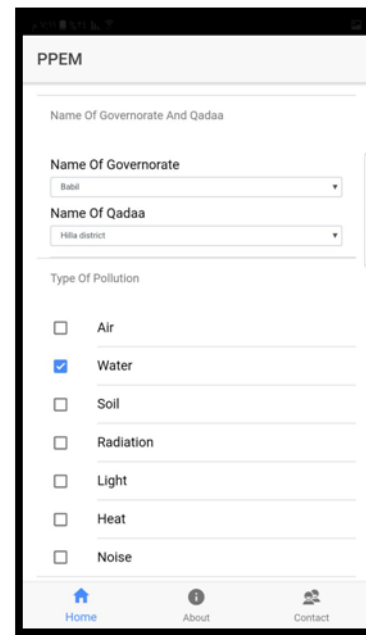 PPEM
Name Of Governorate And Qadaa
Name Of Governorate
Babil
Name Of Qadaa
Hilla district
Type Of Pollution
Air
Water
Soil
Radiation
Light
Heat
Noise
Home About Contact